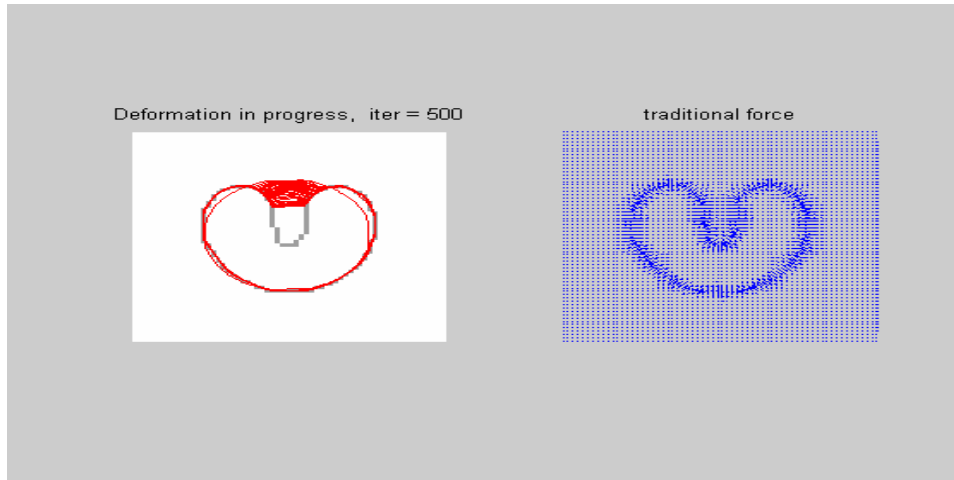 Deformation in progress, iter = 500
traditional force